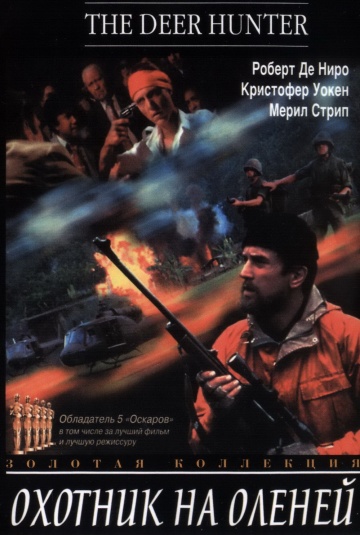 THE DEER HUNTER
Роберт Де Ниро
Кристофер Уокен
Мерил Стрип
Обладатель 5 «Оскаров»
в том числе за лучший фильм
и лучшую режиссуру
ЗОЛОТАЯ КОЛЛЕКЦИЯ
ОХОТНИК НА ОЛЕНЕЙ